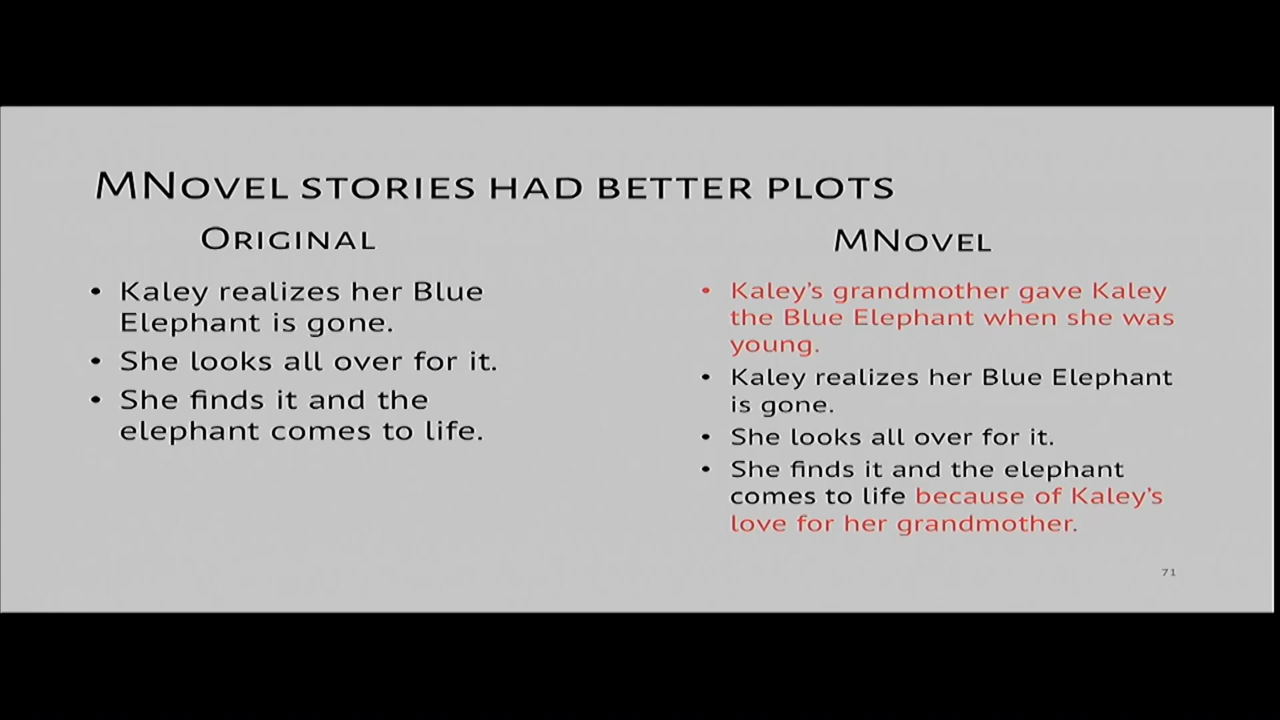 MNOVEL STORIES HAD BETTER PLOTS
ORIGINAL
• Kaley realizes her Blue
Elephant is gone.
• She looks all over for it.
• She finds it and the
elephant comes to life.
MNOVEL
• Kaley’s grandmother gave Kaley
the Blue Elephant when she was
young.
• Kaley realizes her Blue Elephant
is gone.
• She looks all over for it.
• She finds it and the elephant
comes to life because of Kaley’s
love for her grandmother.
71